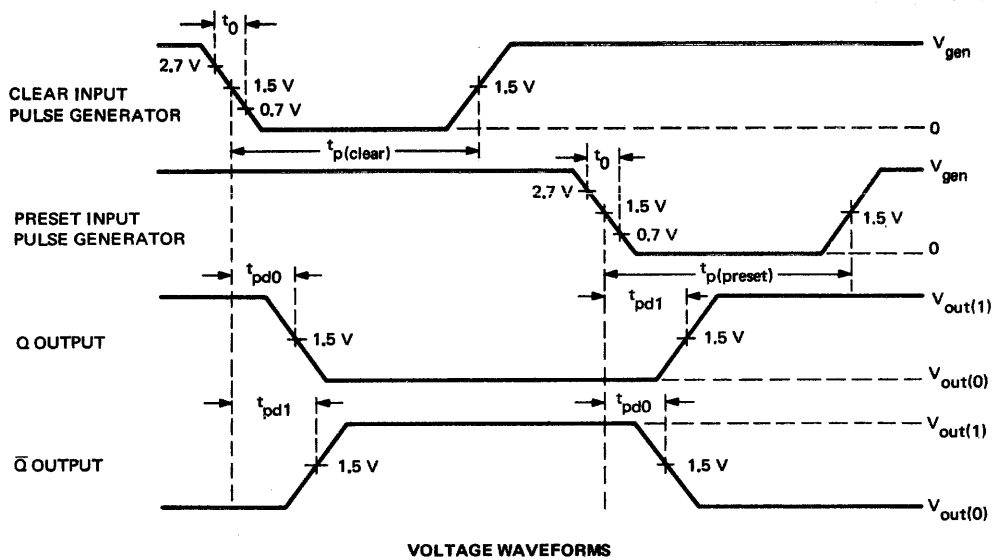 t0
Vgen
2.7 V
1.5 V
1.5 V
CLEAR INPUT
PULSE GENERATOR
0.7 V
0
tp(clear)
t0
Vgen
2.7 V
1.5 V
1.5 V
PRESET INPUT
PULSE GENERATOR
0.7 V
0
tpd0
tp(preset)
tpd1
Vout(1)
Q OUTPUT
1.5 V
1.5 V
Vout(0)
tpd1
tpd0
Vout(1)
Q̅ OUTPUT
1.5 V
1.5 V
Vout(0)
VOLTAGE WAVEFORMS